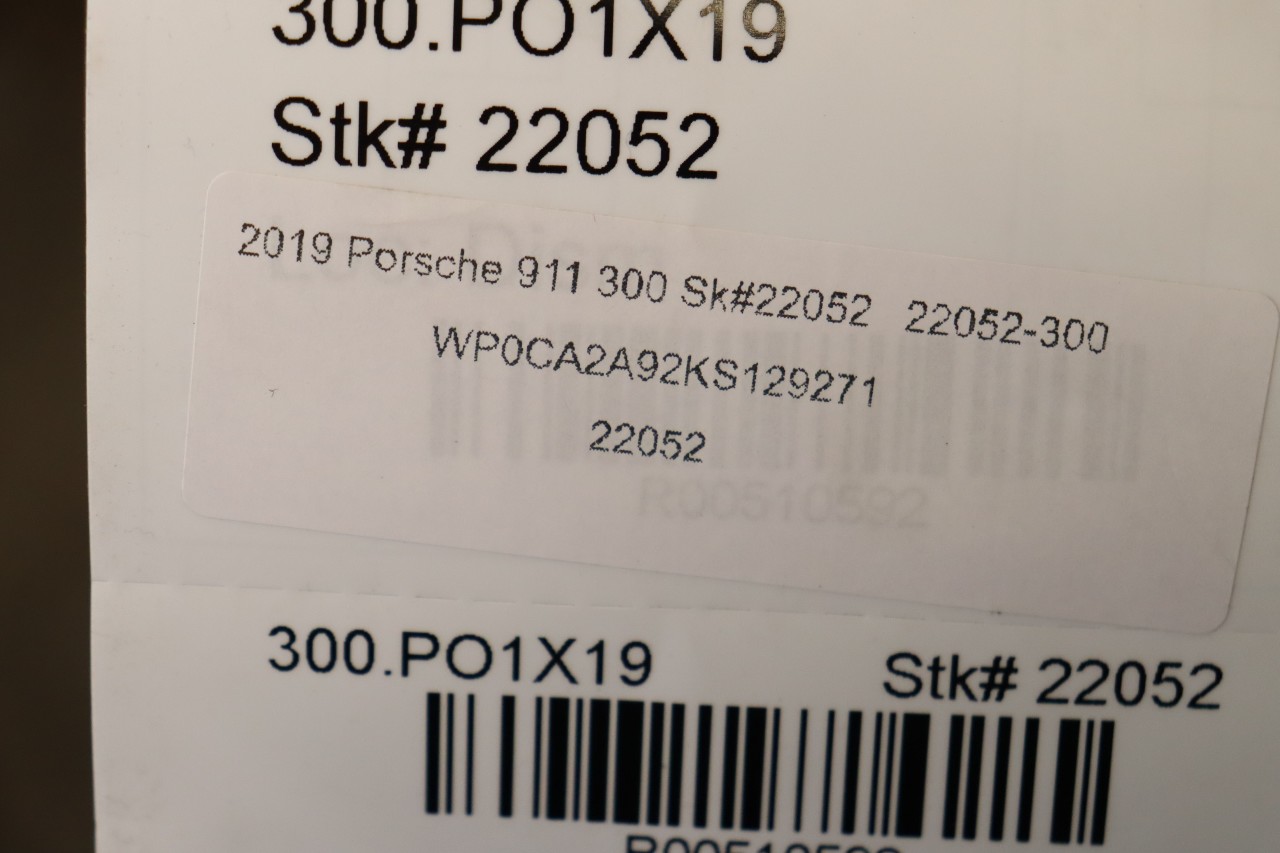 300.PO1X19
Stk# 22052
2019 Porsche 911 300 Sk#22052 22052-300
WP0CA2A92KS129271
22052
R00510592
300.PO1X19 Stk# 22052
R00510592